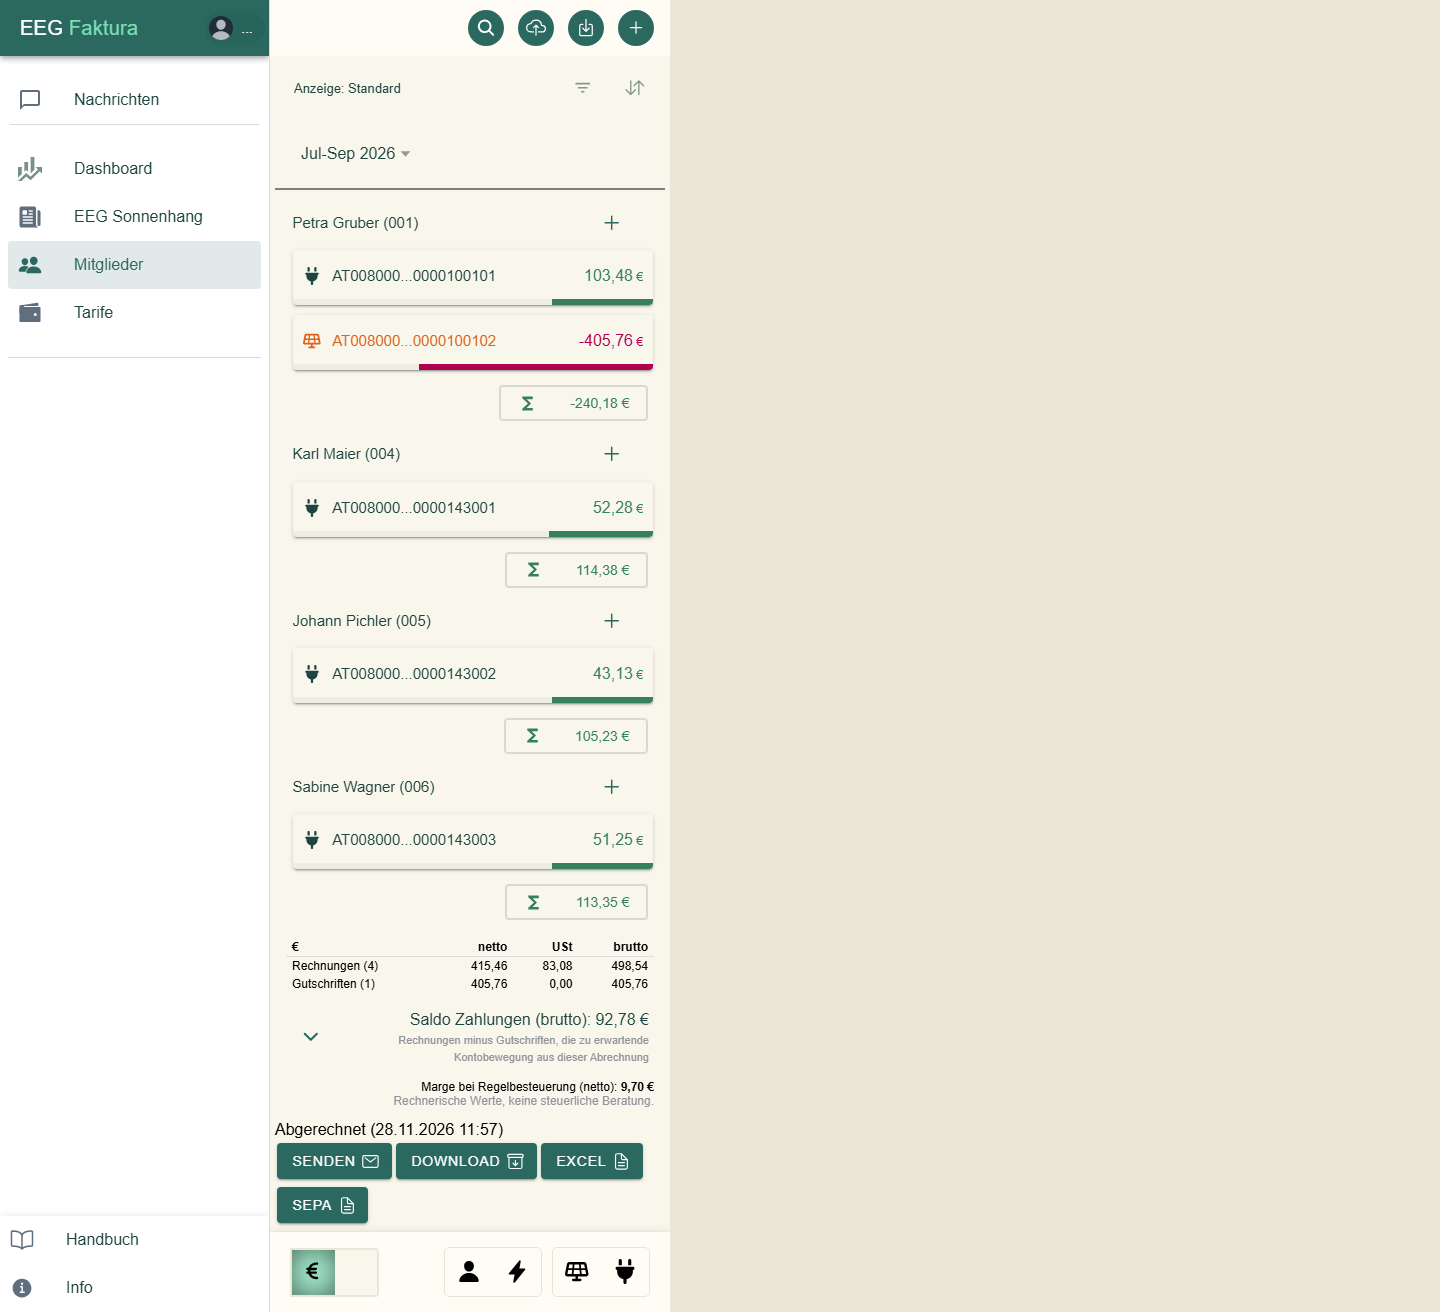 EEG Faktura
...
Nachrichten
Dashboard
EEG Sonnenhang
Mitglieder
Tarife
Handbuch
Info
Anzeige: Standard
Jul-Sep 2026
Petra Gruber (001)
AT008000...0000100101 103,48 €
AT008000...0000100102 -405,76 €
Σ -240,18 €
Karl Maier (004)
AT008000...0000143001 52,28 €
Σ 114,38 €
Johann Pichler (005)
AT008000...0000143002 43,13 €
Σ 105,23 €
Sabine Wagner (006)
AT008000...0000143003 51,25 €
Σ 113,35 €
€ netto USt brutto
Rechnungen (4) 415,46 83,08 498,54
Gutschriften (1) 405,76 0,00 405,76
Saldo Zahlungen (brutto): 92,78 €
Rechnungen minus Gutschriften, die zu erwartende
Kontobewegung aus dieser Abrechnung
Marge bei Regelbesteuerung (netto): 9,70 €
Rechnerische Werte, keine steuerliche Beratung.
Abgerechnet (28.11.2026 11:57)
SENDEN DOWNLOAD EXCEL
SEPA
€